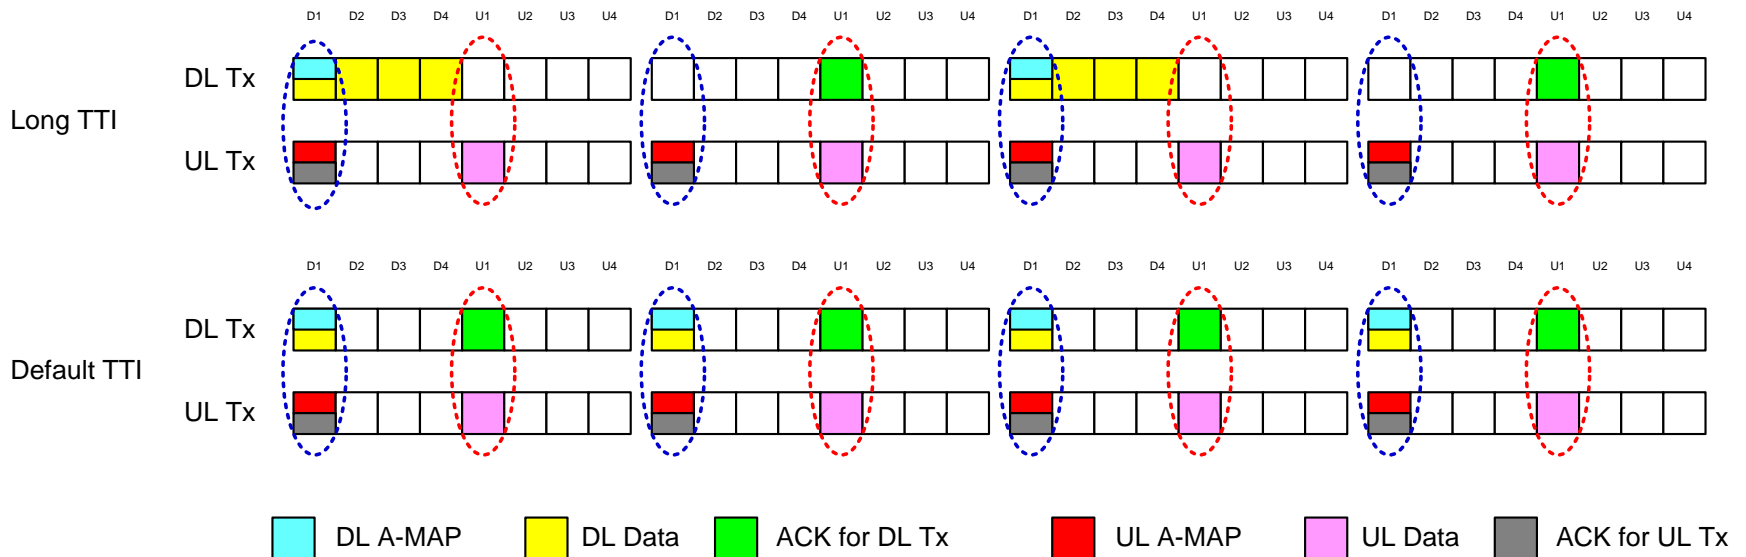 D1 D2 D3 D4 U1 U2 U3 U4 D1 D2 D3 D4 U1 U2 U3 U4 D1 D2 D3 D4 U1 U2 U3 U4 D1 D2 D3 D4 U1 U2 U3 U4
DL Tx
Long TTI
UL Tx
D1 D2 D3 D4 U1 U2 U3 U4 D1 D2 D3 D4 U1 U2 U3 U4 D1 D2 D3 D4 U1 U2 U3 U4 D1 D2 D3 D4 U1 U2 U3 U4
DL Tx
Default TTI
UL Tx
DL A-MAP DL Data ACK for DL Tx UL A-MAP UL Data ACK for UL Tx